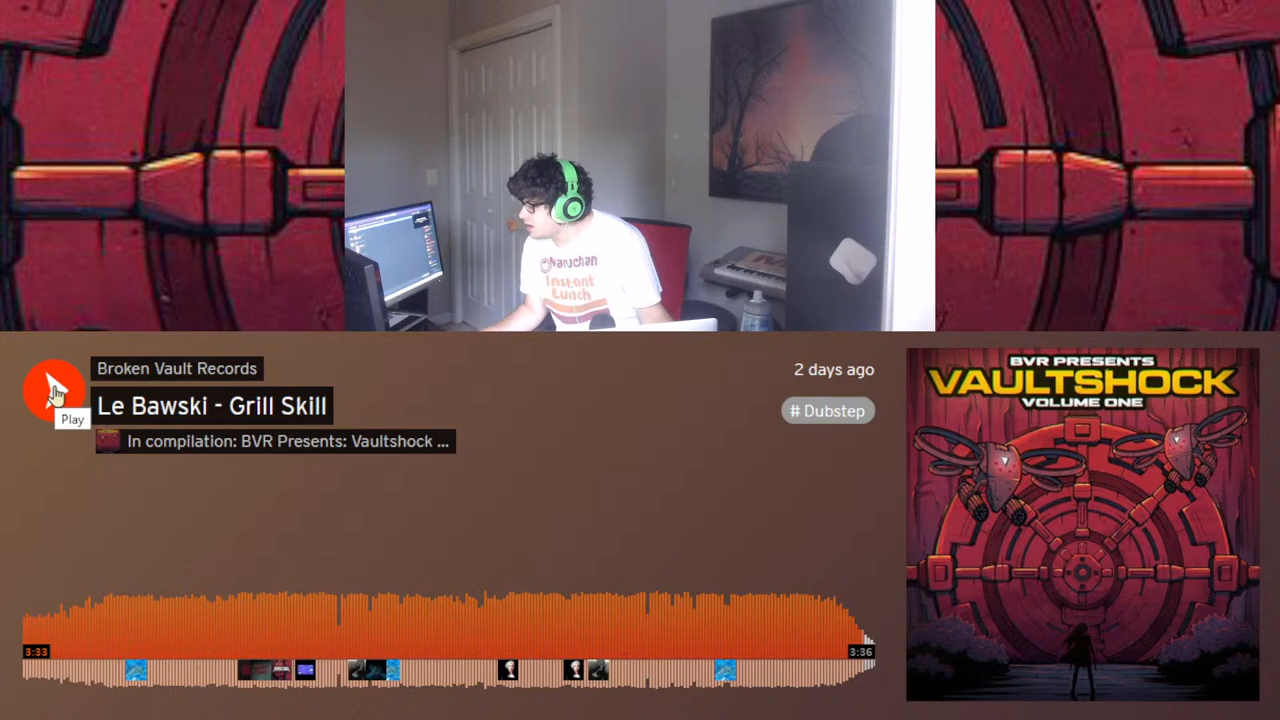 Maruchan
Instant
Lunch
Broken Vault Records
2 days ago
Le Bawski - Grill Skill
# Dubstep
Play
In compilation: BVR Presents: Vaultshock ...
3:33
3:36
BVR PRESENTS
VAULTSHOCK
VOLUME ONE